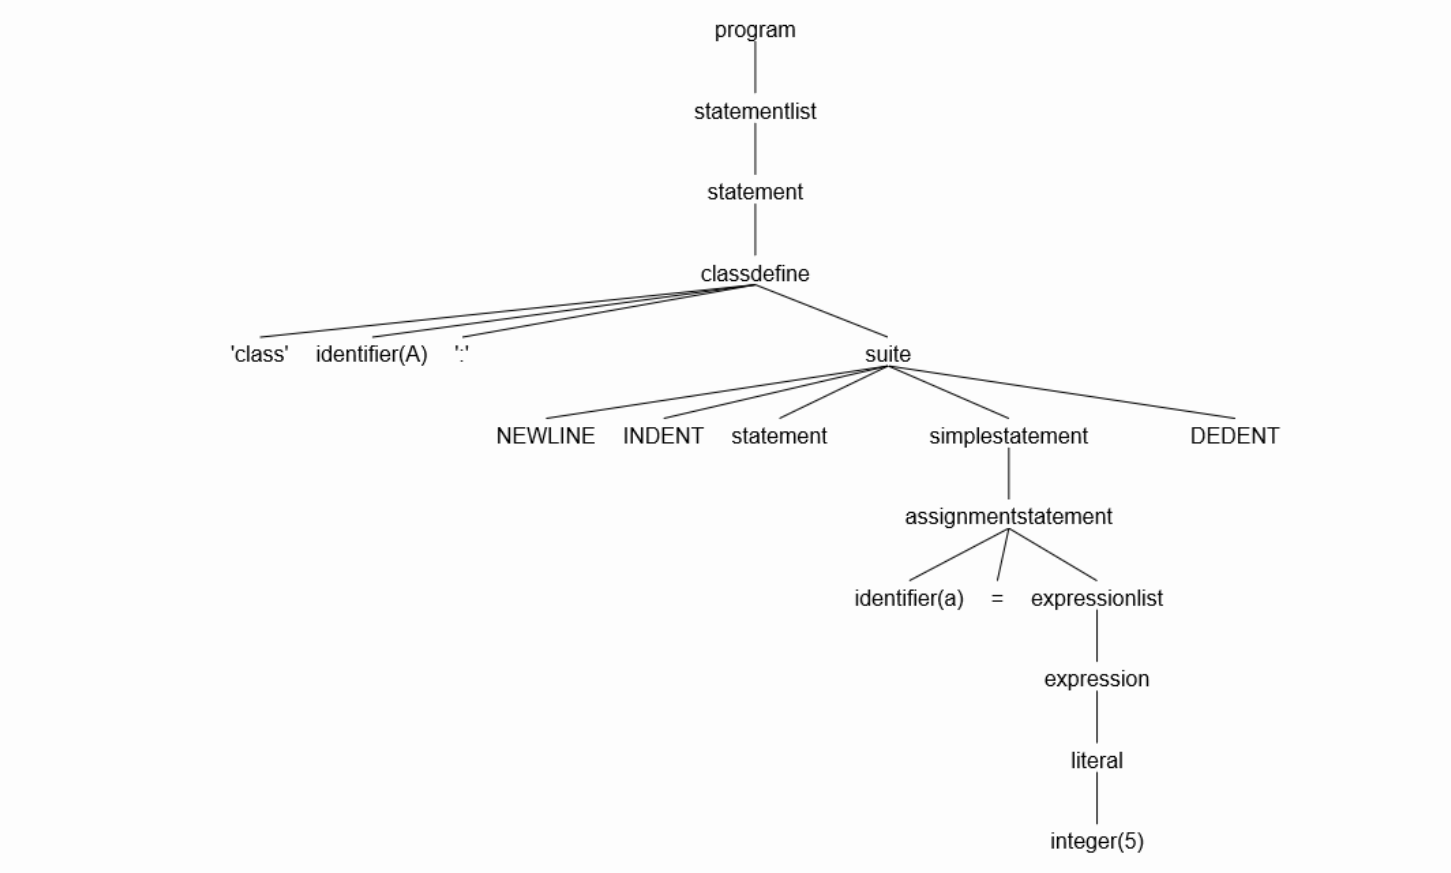 program
statementlist
statement
classdefine
'class' identifier(A) ':' suite
NEWLINE INDENT statement simplestatement DEDENT
assignmentstatement
identifier(a) = expressionlist
expression
literal
integer(5)